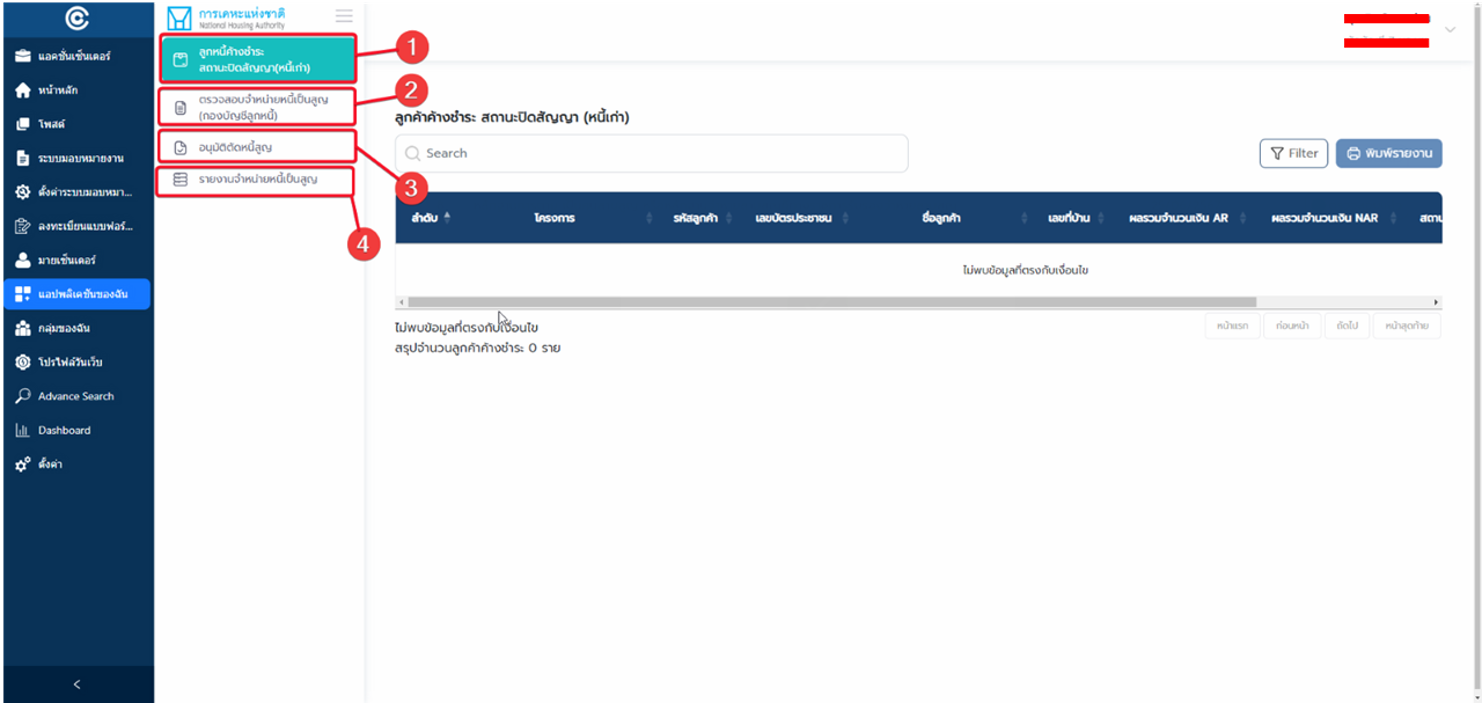 การเคหะแห่งชาติ
National Housing Authority
แอคชั่นเซ็นเตอร์
หน้าหลัก
โพสต์
ระบบมอบหมายงาน
ตั้งค่าระบบมอบหมา...
ลงทะเบียนแบบฟอร์...
มายเซ็นเตอร์
แอปพลิเคชันของฉัน
กลุ่มของฉัน
โปรไฟล์วันเว็บ
Advance Search
Dashboard
ตั้งค่า
<
ลูกหนี้ค้างชำระ
สถานะปิดสัญญา(หนี้เก่า)
1
ตรวจสอบจำหน่ายหนี้เป็นสูญ
(กองบัญชีลูกหนี้)
2
อนุมัติตัดหนี้สูญ
3
รายงานจำหน่ายหนี้เป็นสูญ
4
ลูกค้าค้างชำระ สถานะปิดสัญญา (หนี้เก่า)
Search
Filter
พิมพ์รายงาน
ลำดับ โครงการ รหัสลูกค้า เลขบัตรประชาชน ชื่อลูกค้า เลขที่บ้าน ผลรวมจำนวนเงิน AR ผลรวมจำนวนเงิน NAR
ไม่พบข้อมูลที่ตรงกับเงื่อนไข
ไม่พบข้อมูลที่ตรงกับเงื่อนไข
หน้าแรก ก่อนหน้า ถัดไป หน้าสุดท้าย
สรุปจำนวนลูกค้าค้างชำระ 0 ราย